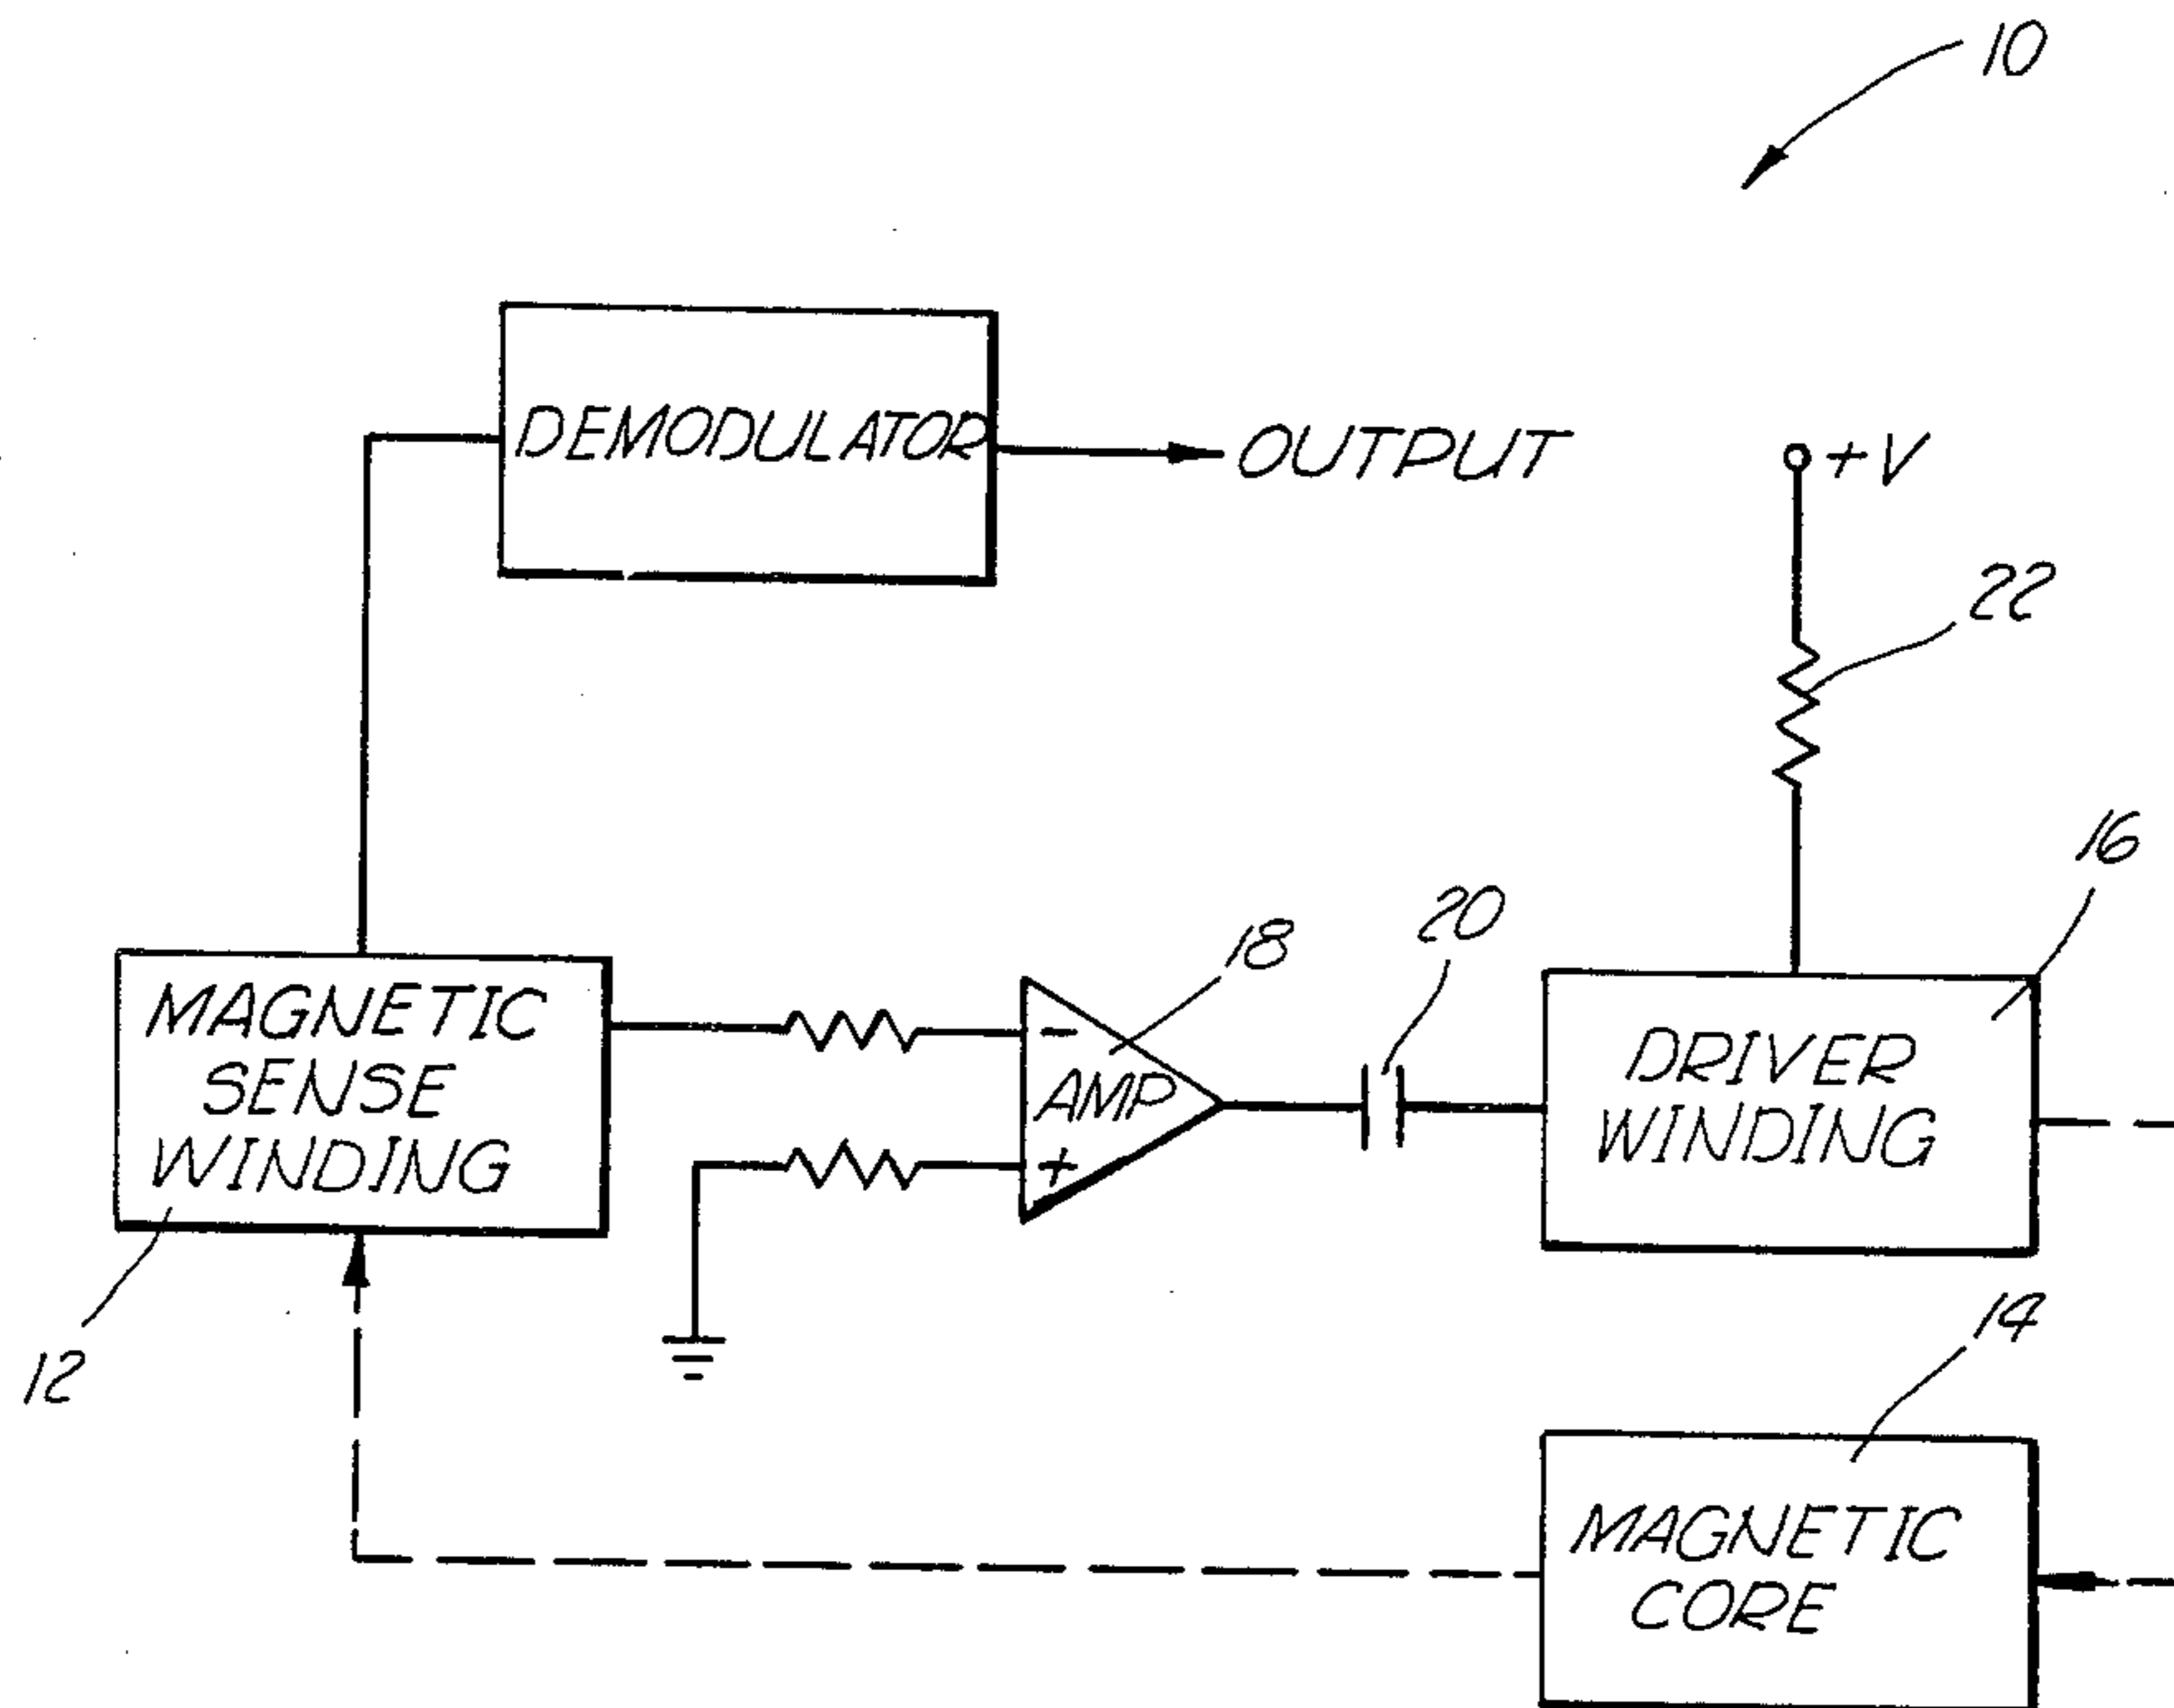 10
DEMODULATOR
OUTPUT
+V
22
16
20
18
MAGNETIC
SENSE
WINDING
-
AMP
+
DRIVER
WINDING
12
14
MAGNETIC
CORE